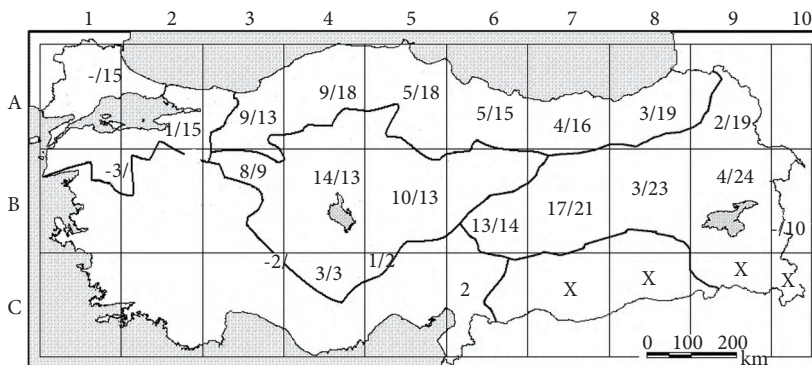 1 2 3 4 5 6 7 8 9 10
A
-/15 1/15 9/13 9/18 5/18 5/15 4/16 3/19 2/19
B
-3/ 8/9 14/13 10/13 13/14 17/21 3/23 4/24 -/10
C
-2/ 3/3 1/2 2 X X X X
0 100 200
km